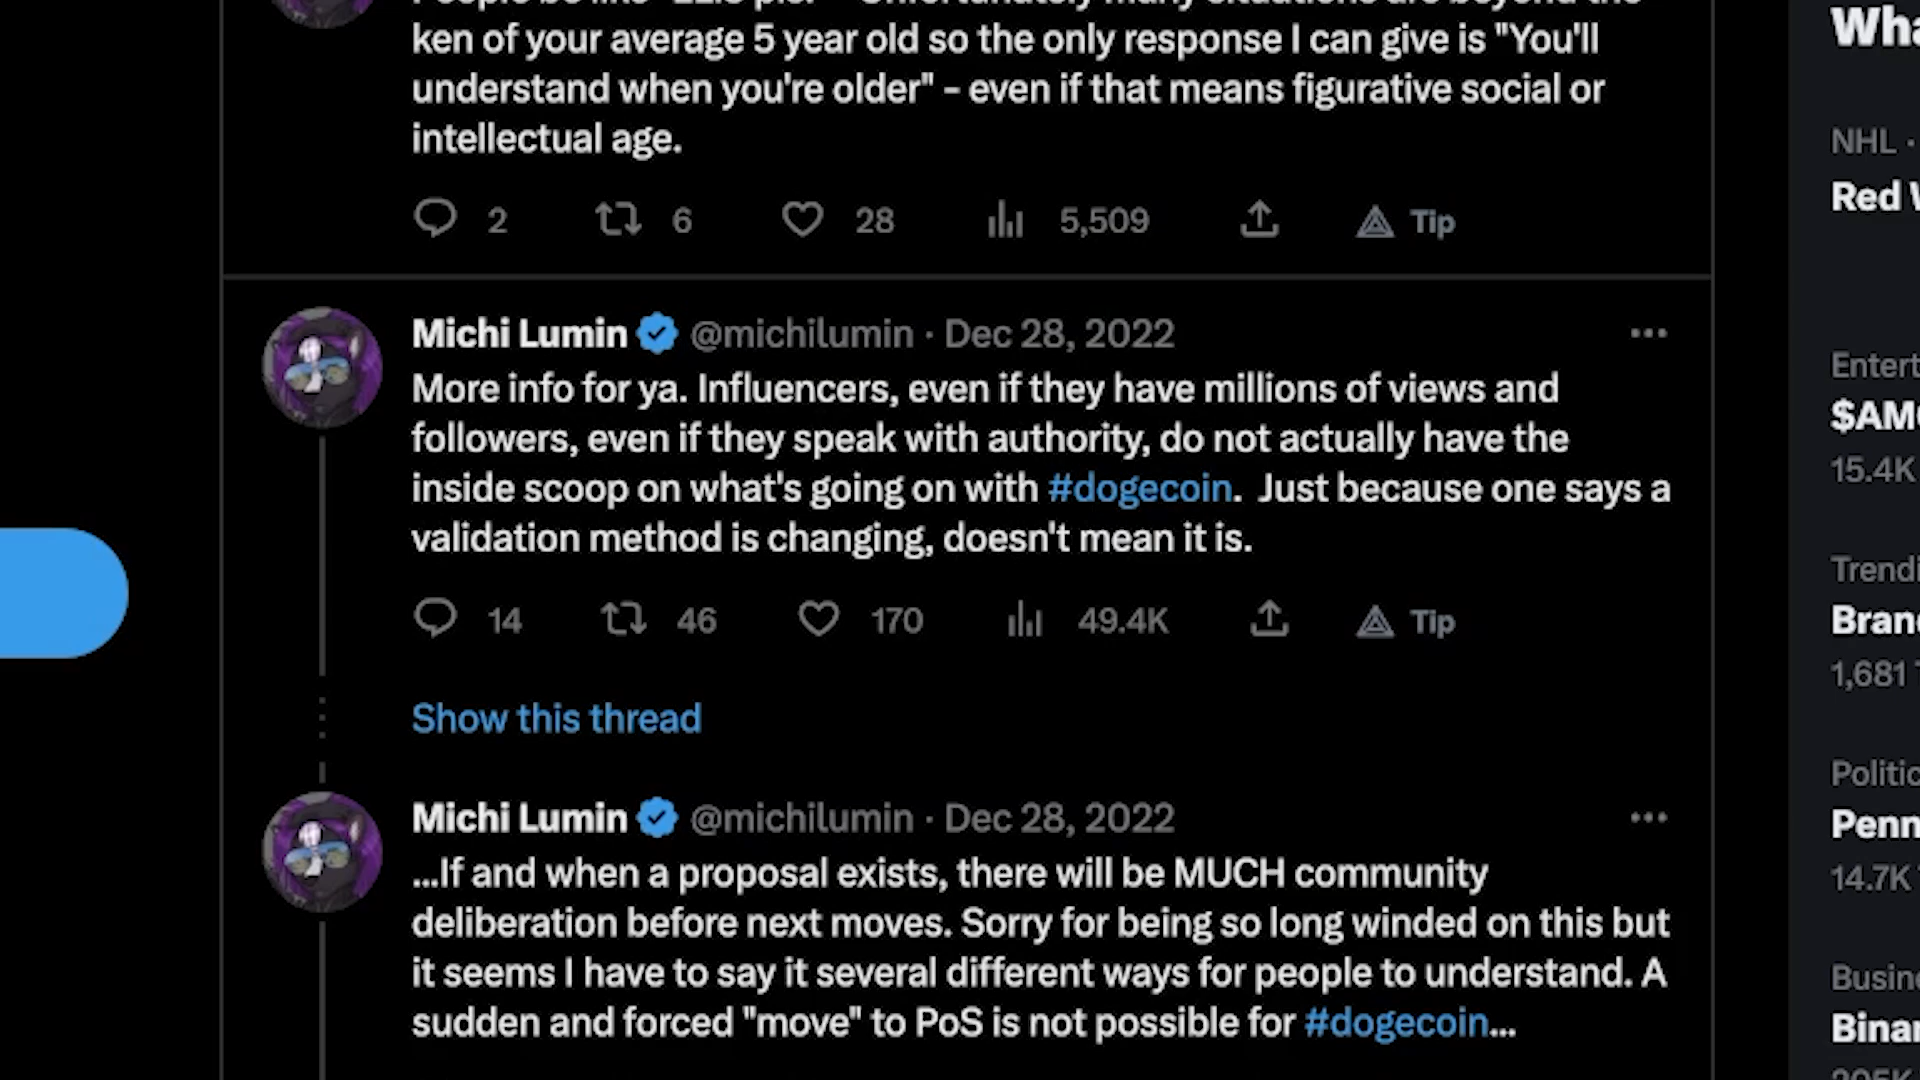 ken of your average 5 year old so the only response I can give is "You'll
understand when you're older" - even if that means figurative social or
intellectual age.
2 6 28 5,509 Tip
Michi Lumin @michilumin · Dec 28, 2022
More info for ya. Influencers, even if they have millions of views and
followers, even if they speak with authority, do not actually have the
inside scoop on what's going on with #dogecoin. Just because one says a
validation method is changing, doesn't mean it is.
14 46 170 49.4K Tip
Show this thread
Michi Lumin @michilumin · Dec 28, 2022
...If and when a proposal exists, there will be MUCH community
deliberation before next moves. Sorry for being so long winded on this but
it seems I have to say it several different ways for people to understand. A
sudden and forced "move" to PoS is not possible for #dogecoin...
NHL ·
Red
15.4K
1,681
14.7K